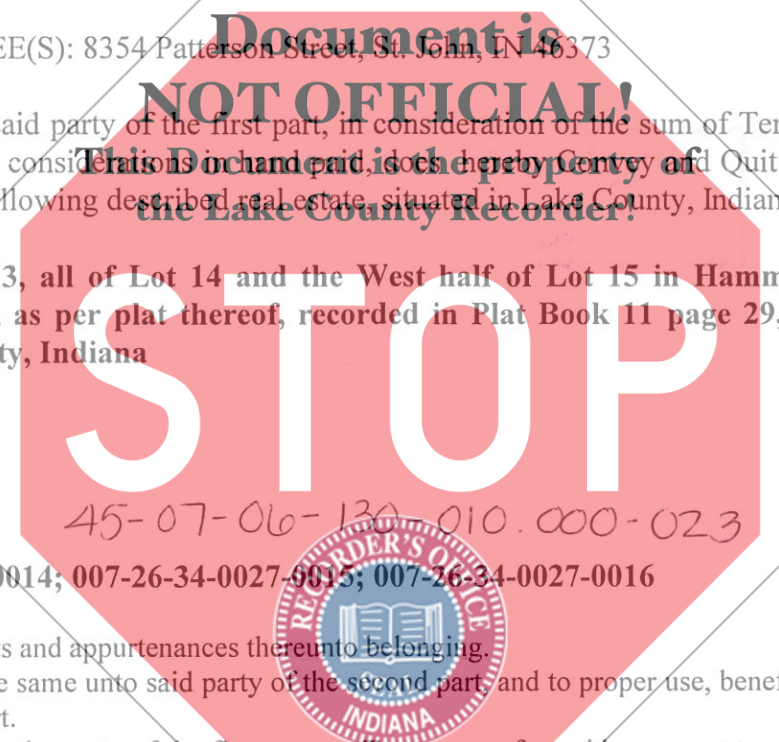 Document is
EE(S): 8354 Patterson Street, St. John, IN 46373
NOT OFFICIAL!
said party of the first part, in consideration of the sum of Ten
This Document is the property of
considerations in hand paid, does hereby Convey and Quit
the Lake County Recorder!
llowing described real estate, situated in Lake County, Indian
3, all of Lot 14 and the West half of Lot 15 in Hamm
as per plat thereof, recorded in Plat Book 11 page 29,
ty, Indiana
STOP
45-07-06-130-010.000-023
0014; 007-26-34-0027-0015; 007-26-34-0027-0016
RECORDER'S OFFICE
SEAL
INDIANA
ts and appurtenances thereunto belonging.
e same unto said party of the second part, and to proper use, benef
rt.